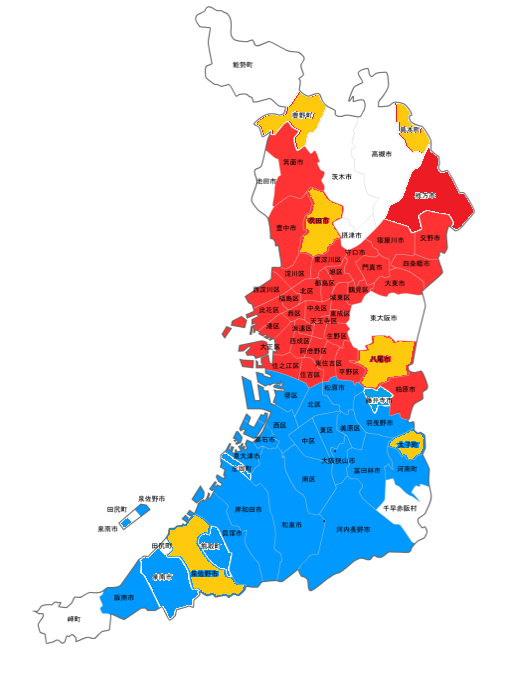 能勢町
豊野町
島本町
高槻市
箕面市
茨木市
池田市
枚方市
吹田市
豊中市
摂津市
寝屋川市
交野市
守口市
東淀川区
門真市
四条畷市
淀川区
旭区
都島区
大東市
西淀川区
北区
鶴見区
福島区
城東区
此花区
中央区
西区
東成区
天王寺区
東大阪市
港区
浪速区
生野区
西成区
大正区
阿倍野区
八尾市
東住吉区
住之江区
平野区
住吉区
松原市
柏原市
堺区
藤井寺市
北区
羽曳野市
西区
東区
美原区
高石市
中区
太子町
泉大津市
大阪狭山市
忠岡町
富田林市
河南町
南区
泉佐野市
田尻町
岸和田市
千早赤阪村
泉南市
和泉市
河内長野市
貝塚市
田尻町
熊取町
泉佐野市
泉南市
阪南市
岬町